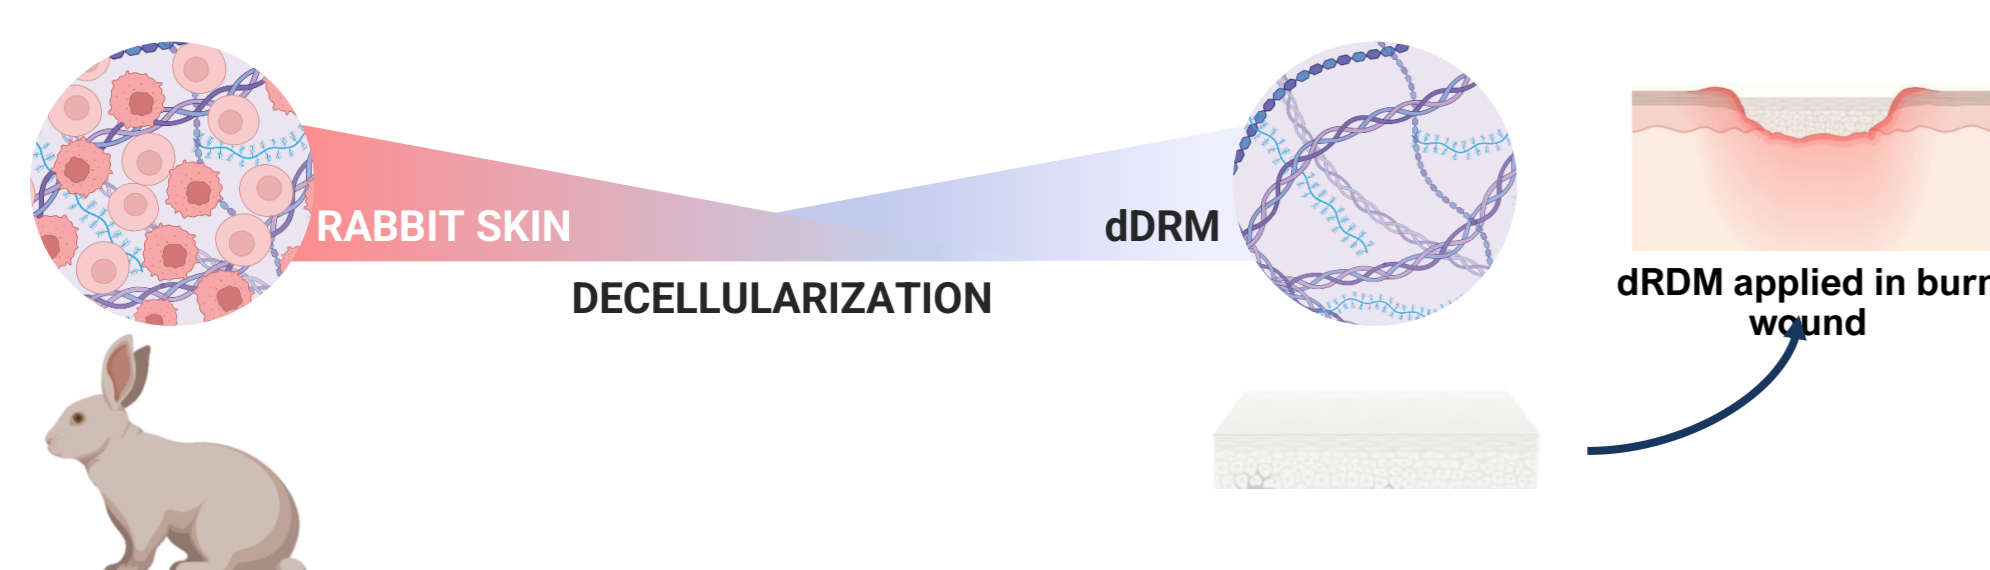 RABBIT SKIN
dDRM
DECELLULARIZATION
dRDM applied in burn
wound